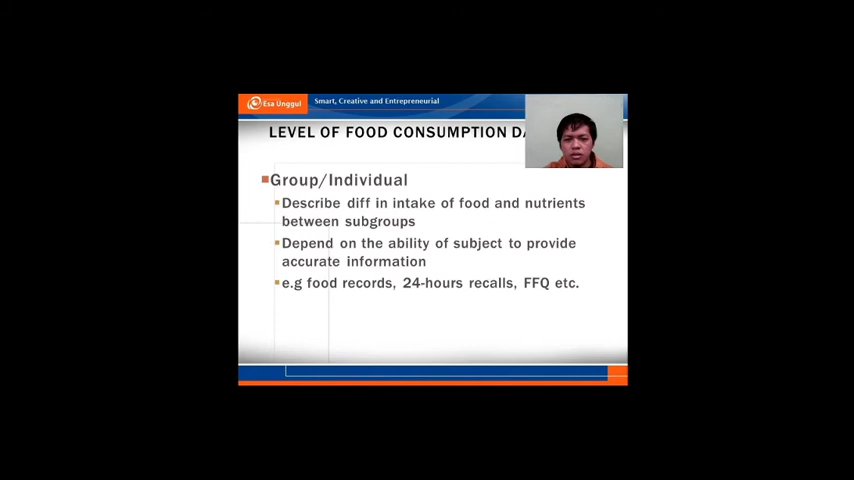 Esa Unggul
Smart, Creative and Entrepreneurial
LEVEL OF FOOD CONSUMPTION
Group/Individual
Describe diff in intake of food and nutrients
between subgroups
Depend on the ability of subject to provide
accurate information
e.g food records, 24-hours recalls, FFQ etc.